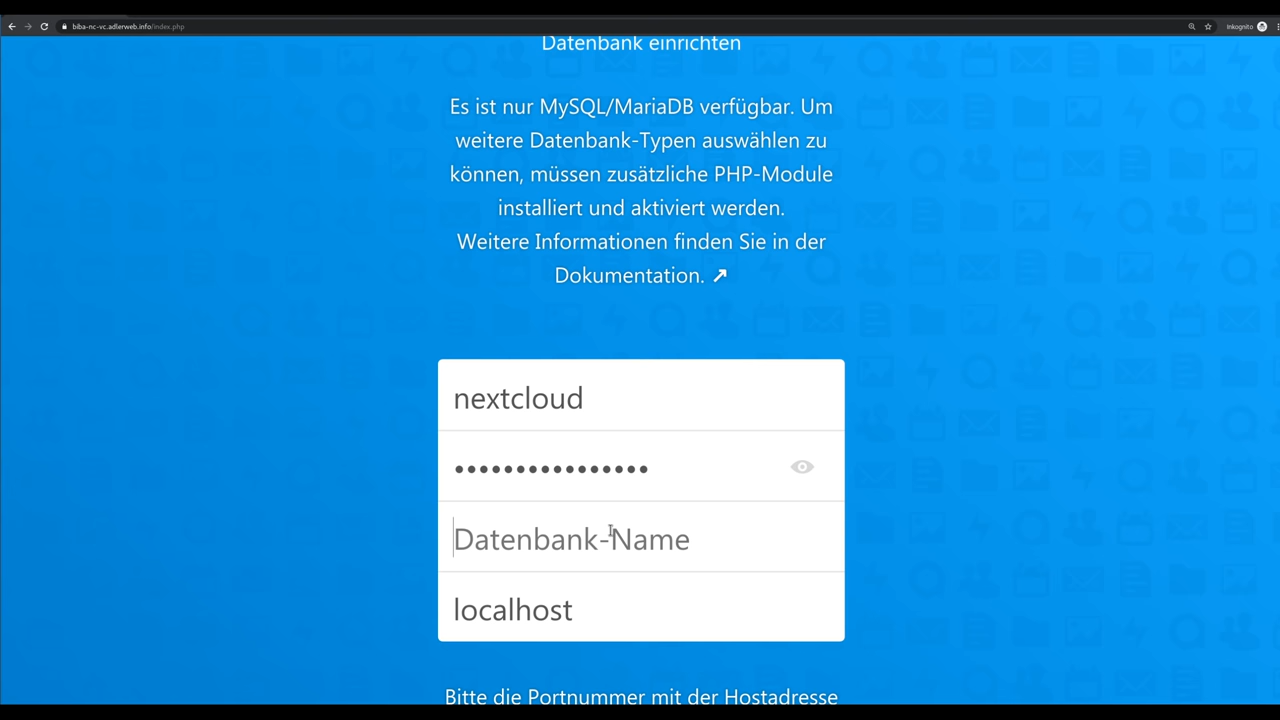 biba-nc-vc.adlerweb.info/index.php
Inkognito
Datenbank einrichten
Es ist nur MySQL/MariaDB verfügbar. Um
weitere Datenbank-Typen auswählen zu
können, müssen zusätzliche PHP-Module
installiert und aktiviert werden.
Weitere Informationen finden Sie in der
Dokumentation. ↗
nextcloud
••••••••••••••••
Datenbank-Name
localhost
Bitte die Portnummer mit der Hostadresse